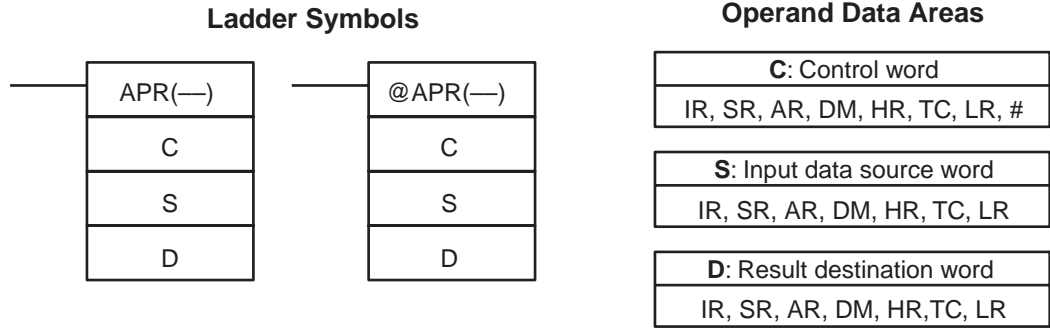 Ladder Symbols
APR(––)
C
S
D
@APR(––)
C
S
D
Operand Data Areas
C: Control word
IR, SR, AR, DM, HR, TC, LR, #
S: Input data source word
IR, SR, AR, DM, HR, TC, LR
D: Result destination word
IR, SR, AR, DM, HR,TC, LR